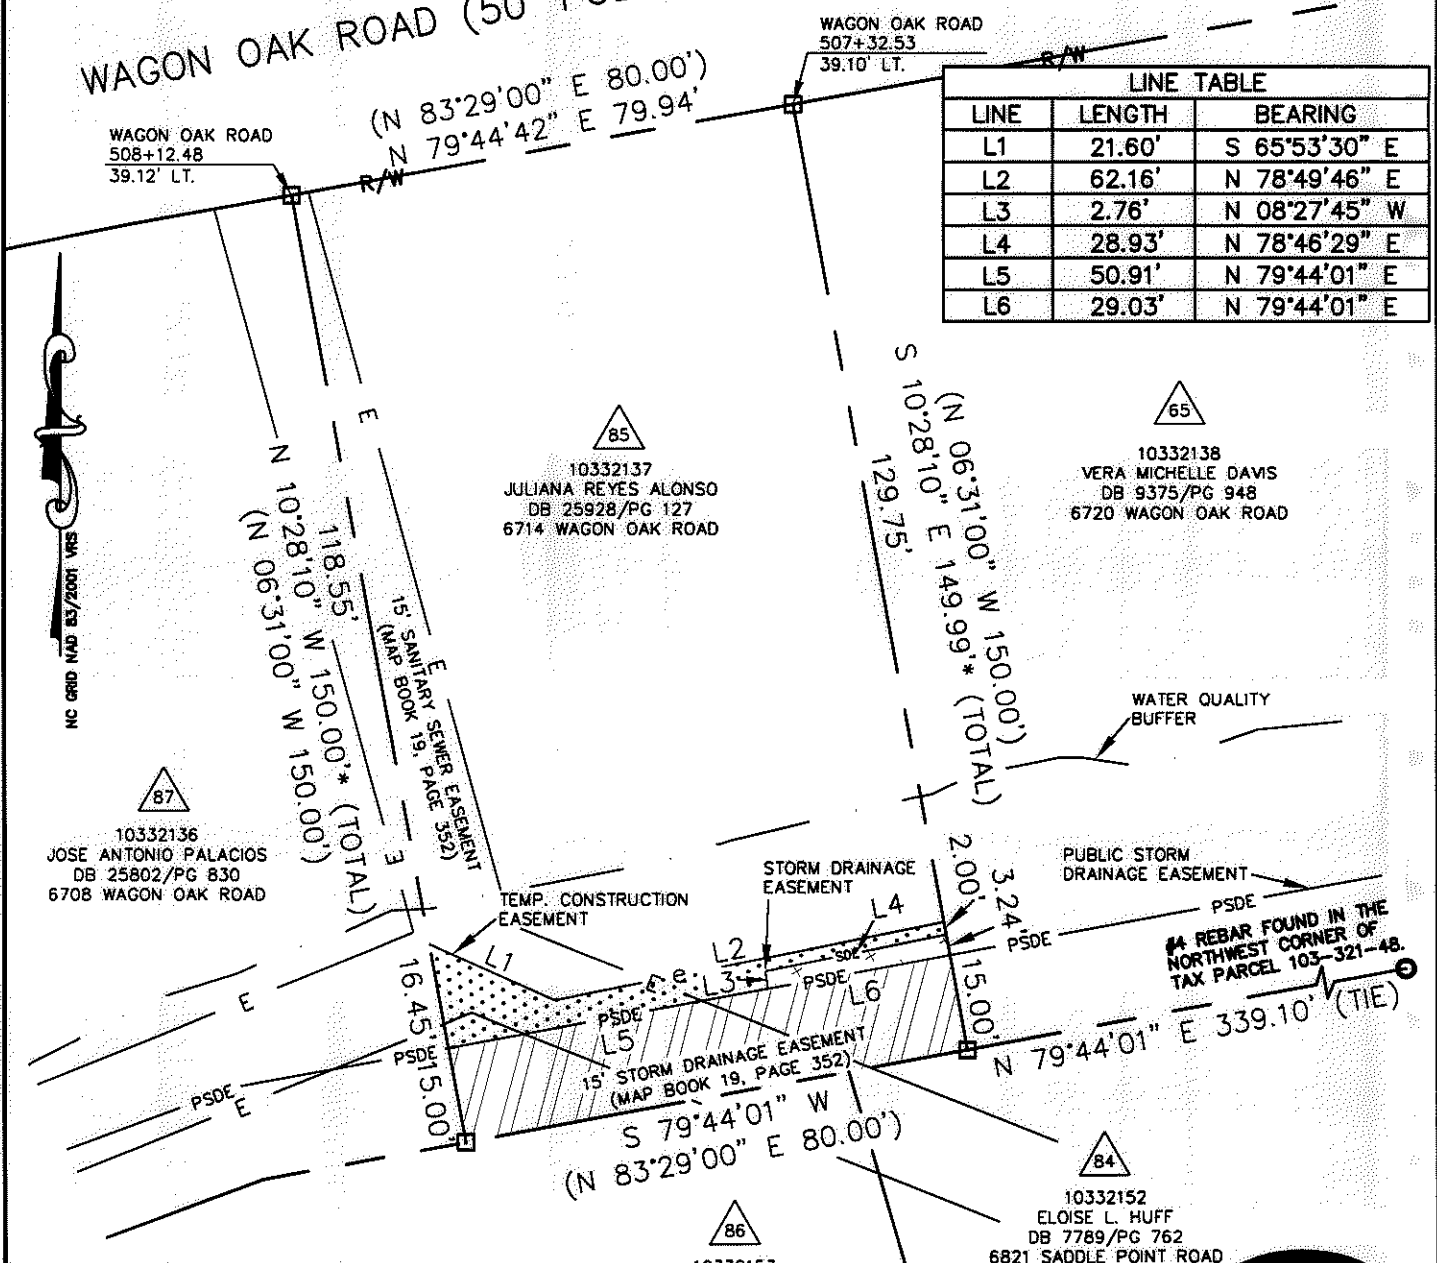 WAGON OAK ROAD (50'
WAGON OAK ROAD
507+32.53
39.10' LT.
R/W
(N 83°29'00" E 80.00')
N 79°44'42" E 79.94'
WAGON OAK ROAD
508+12.48
39.12' LT.
R/W
LINE TABLE
LINE LENGTH BEARING
L1 21.60' S 65°53'30" E
L2 62.16' N 78°49'46" E
L3 2.76' N 08°27'45" W
L4 28.93' N 78°46'29" E
L5 50.91' N 79°44'01" E
L6 29.03' N 79°44'01" E
NC GRID NAD 83/2001 VRS
E
85
10332137
JULIANA REYES ALONSO
DB 25928/PG 127
6714 WAGON OAK ROAD
65
10332138
VERA MICHELLE DAVIS
DB 9375/PG 948
6720 WAGON OAK ROAD
118.55'
N 10°28'10" W 150.00'* (TOTAL)
(N 06°31'00" W 150.00')
15' SANITARY SEWER EASEMENT
(MAP BOOK 19, PAGE 352)
E
E
(N 06°31'00" W 150.00')
S 10°28'10" E 149.99'* (TOTAL)
129.75'
WATER QUALITY
BUFFER
87
10332136
JOSE ANTONIO PALACIOS
DB 25802/PG 830
6708 WAGON OAK ROAD
TEMP. CONSTRUCTION
EASEMENT
STORM DRAINAGE
EASEMENT
2.00'
3.24'
PUBLIC STORM
DRAINAGE EASEMENT
PSDE
PSDE
#4 REBAR FOUND IN THE
NORTHWEST CORNER OF
TAX PARCEL 103-321-48.
L1
L2
L3
L4
SDE
PSDE
L6
PSDE
L5
16.45'
15.00'
15.00'
PSDE
PSDE
E
E
15' STORM DRAINAGE EASEMENT
(MAP BOOK 19, PAGE 352)
S 79°44'01" W
(N 83°29'00" E 80.00')
N 79°44'01" E 339.10' (TIE)
84
10332152
ELOISE L. HUFF
DB 7789/PG 762
6821 SADDLE POINT ROAD
86